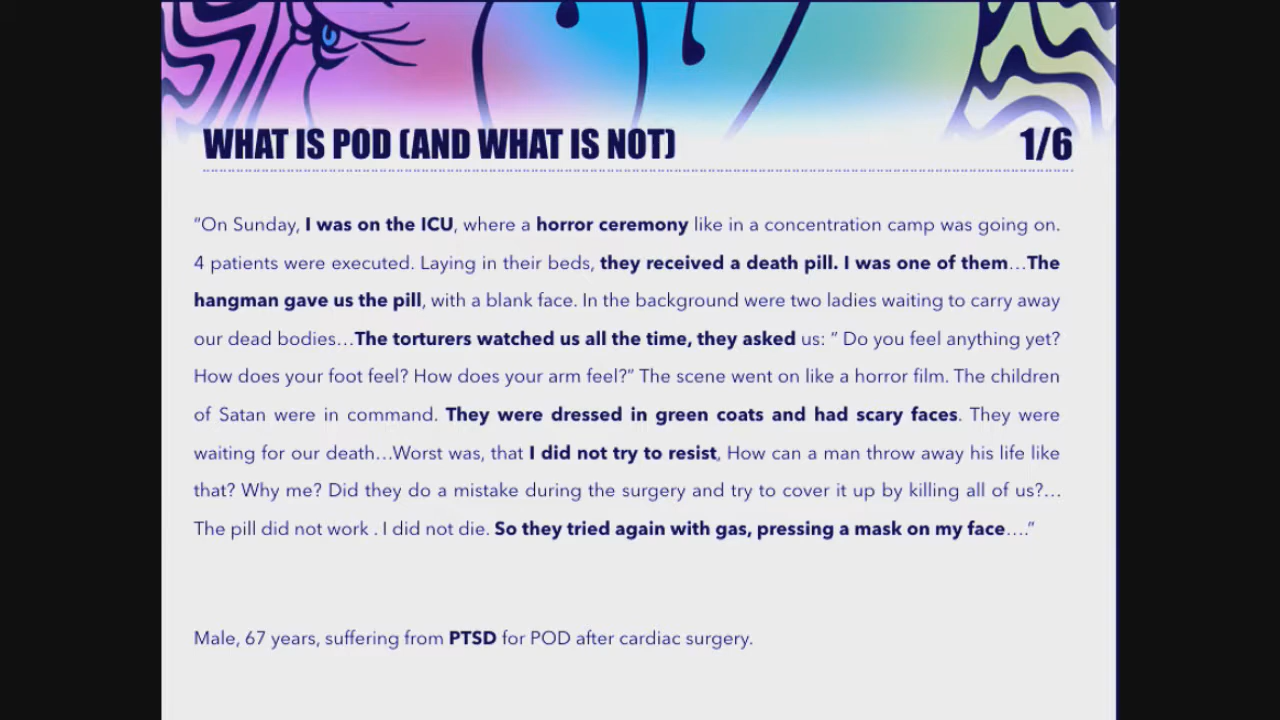 WHAT IS POD (AND WHAT IS NOT) 1/6
“On Sunday, I was on the ICU, where a horror ceremony like in a concentration camp was going on.
4 patients were executed. Laying in their beds, they received a death pill. I was one of them…The
hangman gave us the pill, with a blank face. In the background were two ladies waiting to carry away
our dead bodies…The torturers watched us all the time, they asked us: “ Do you feel anything yet?
How does your foot feel? How does your arm feel?” The scene went on like a horror film. The children
of Satan were in command. They were dressed in green coats and had scary faces. They were
waiting for our death…Worst was, that I did not try to resist, How can a man throw away his life like
that? Why me? Did they do a mistake during the surgery and try to cover it up by killing all of us?…
The pill did not work . I did not die. So they tried again with gas, pressing a mask on my face….”
Male, 67 years, suffering from PTSD for POD after cardiac surgery.